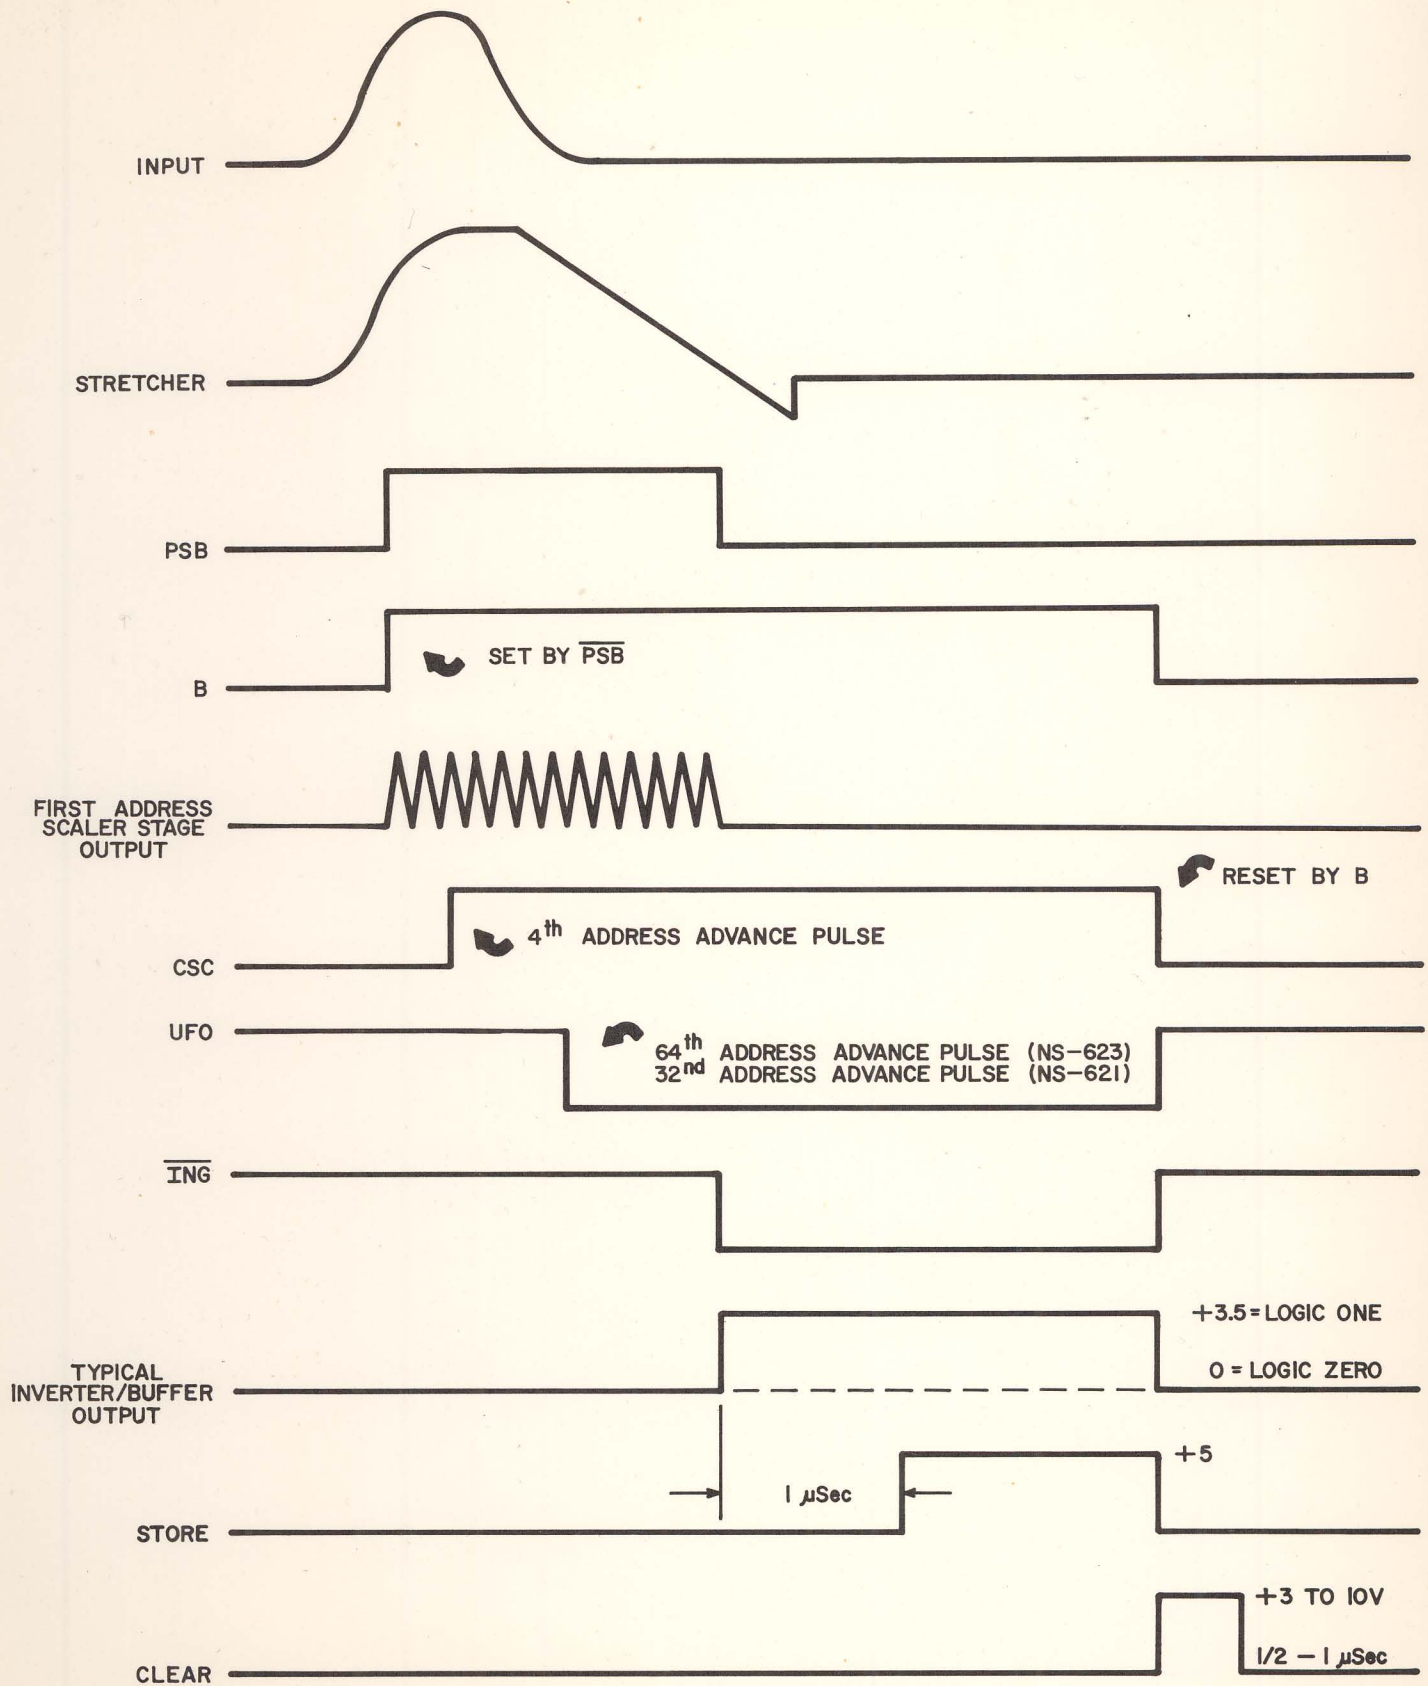 INPUT
STRETCHER
PSB
B
SET BY P̅S̅B̅
FIRST ADDRESS
SCALER STAGE
OUTPUT
RESET BY B
4th ADDRESS ADVANCE PULSE
CSC
UFO
64th ADDRESS ADVANCE PULSE (NS-623)
32nd ADDRESS ADVANCE PULSE (NS-621)
I̅N̅G̅
+3.5=LOGIC ONE
0=LOGIC ZERO
TYPICAL
INVERTER/BUFFER
OUTPUT
+5
1 μSec
STORE
+3 TO 10V
1/2 - 1 μSec
CLEAR